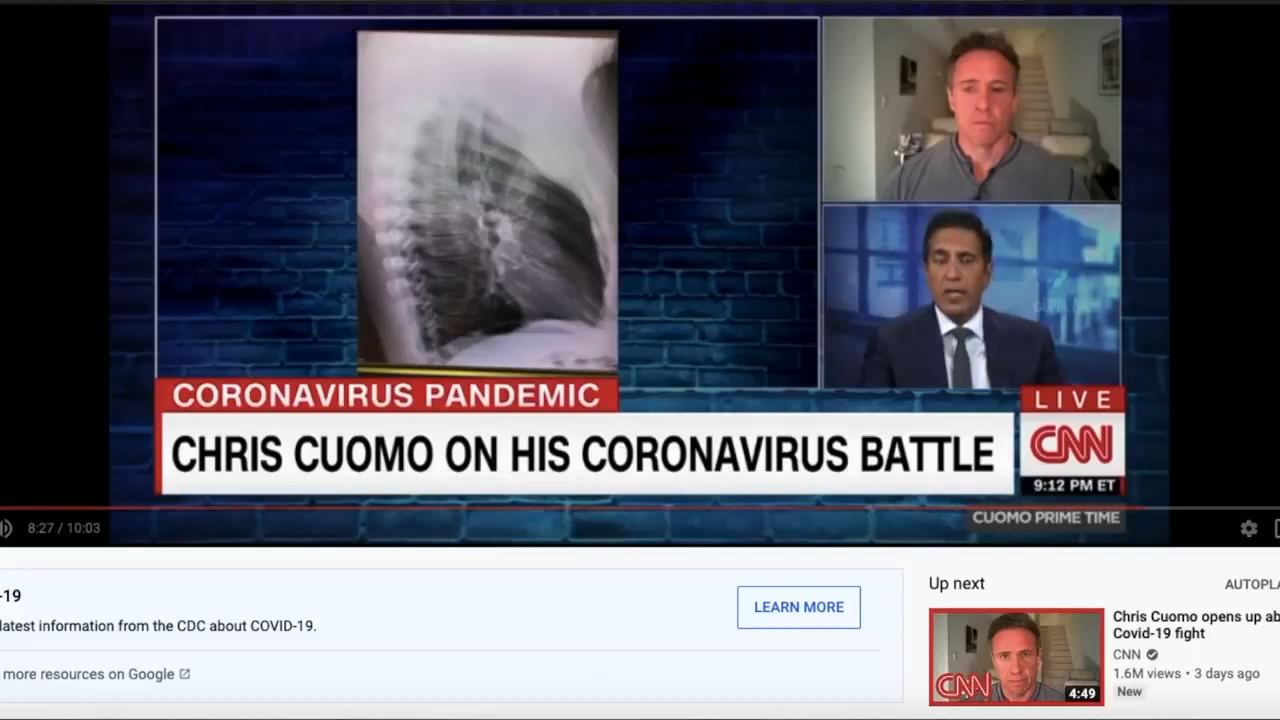 CORONAVIRUS PANDEMIC
CHRIS CUOMO ON HIS CORONAVIRUS BATTLE
LIVE
CNN
9:12 PM ET
CUOMO PRIME TIME
8:27 / 10:03
-19
latest information from the CDC about COVID-19.
LEARN MORE
more resources on Google
Up next
AUTOPLA
Chris Cuomo opens up ab
Covid-19 fight
CNN
1.6M views • 3 days ago
New
CNN
4:49